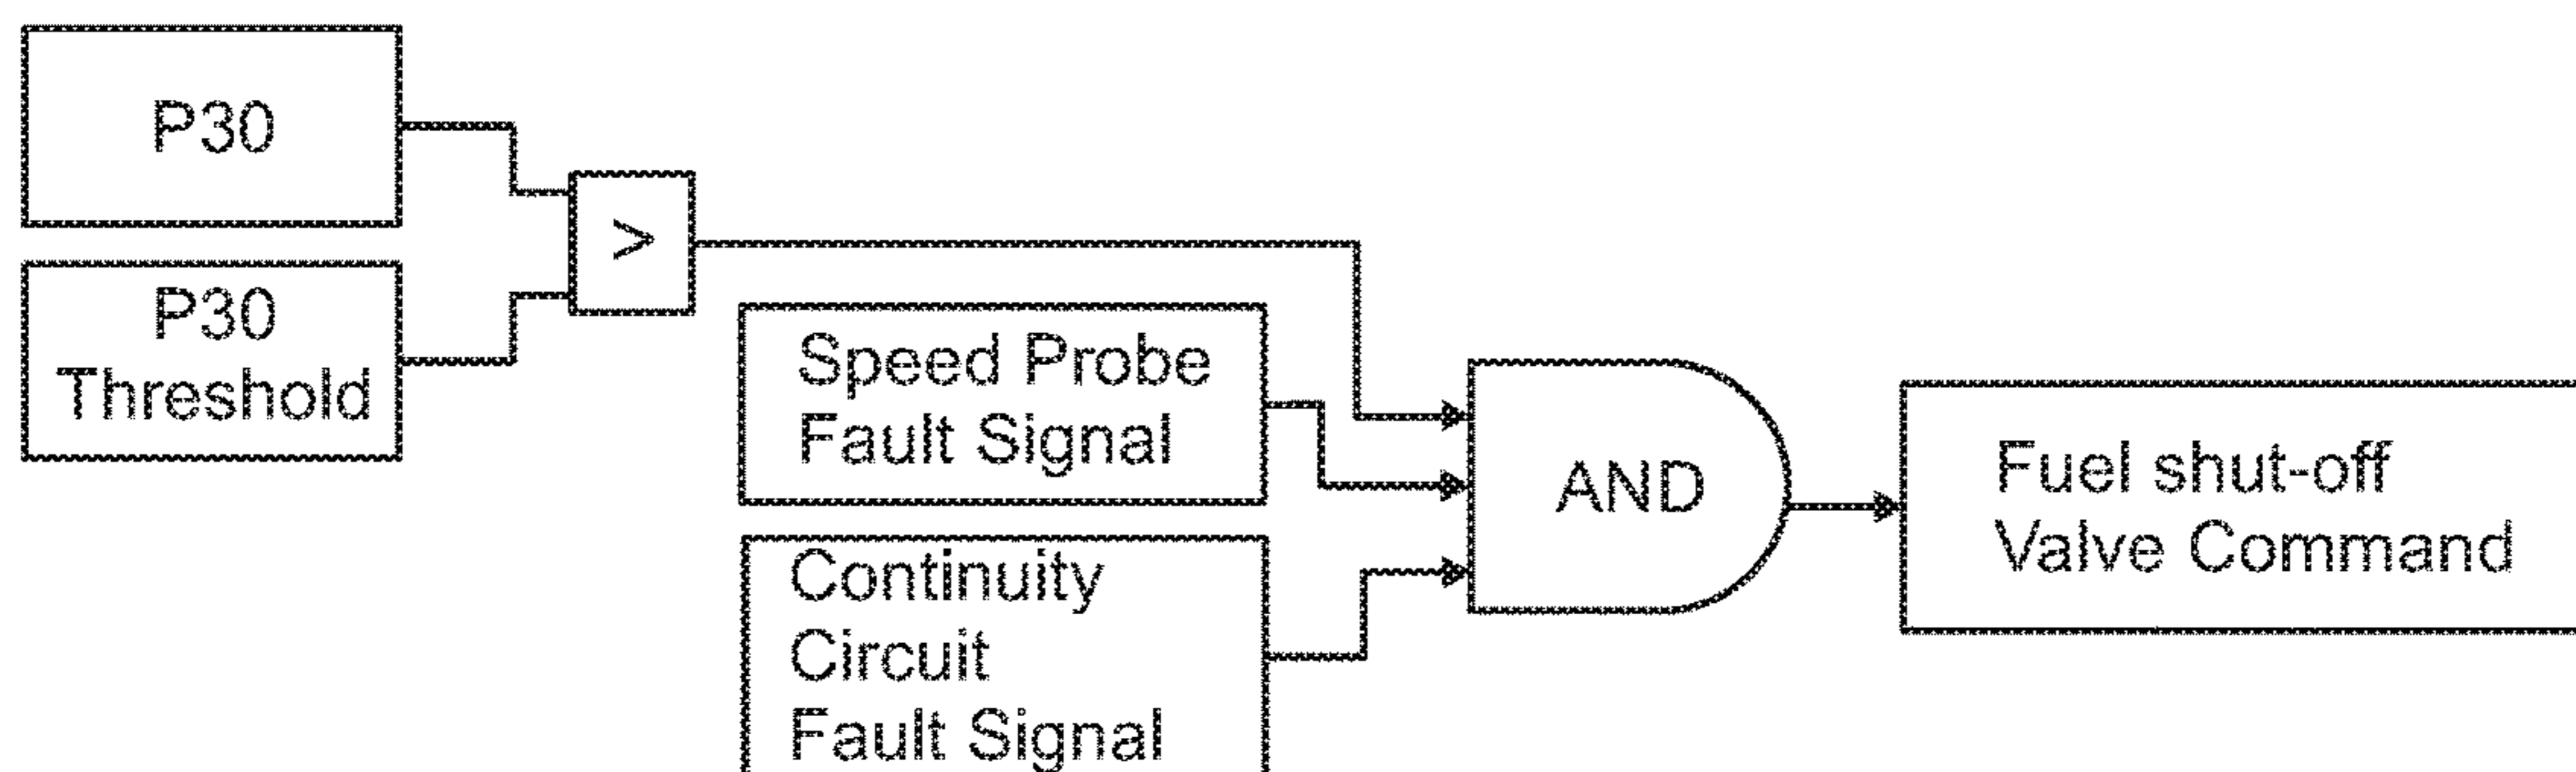 P30
P30
Threshold
>
Speed Probe
Fault Signal
Continuity
Circuit
Fault Signal
AND
Fuel shut-off
Valve Command